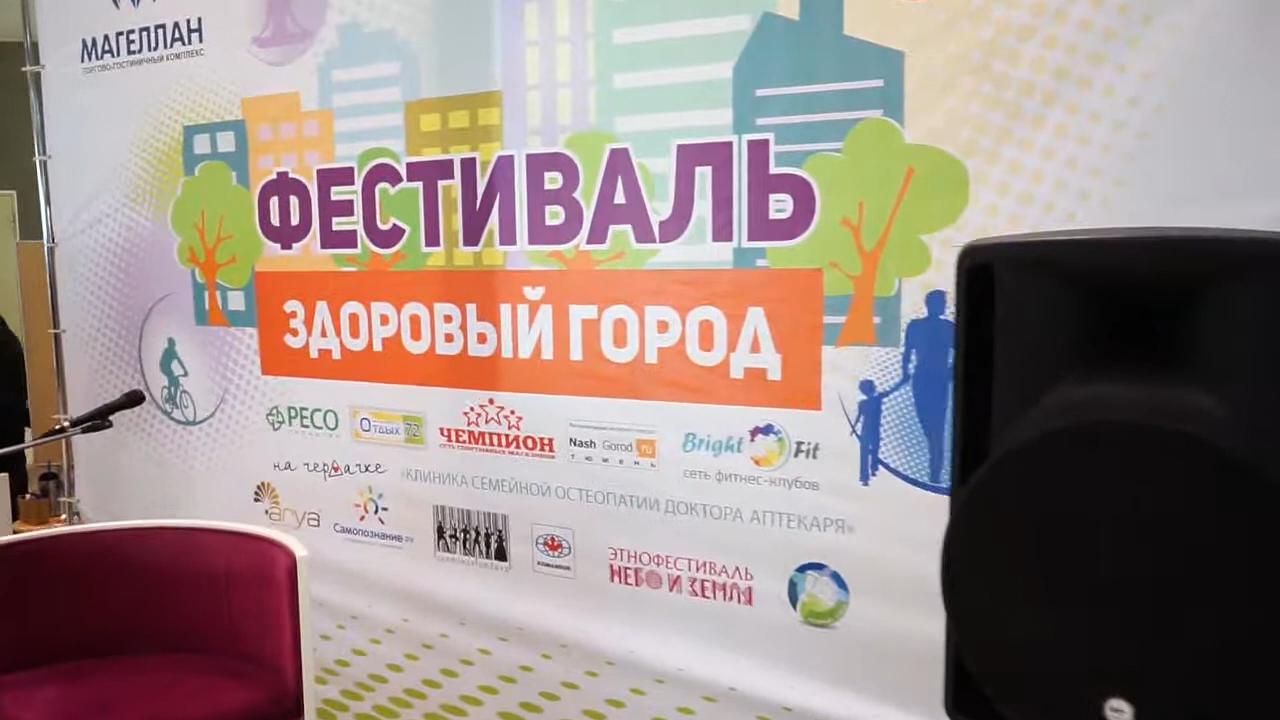 МАГЕЛЛАН
ТОРГОВО-ГОСТИНИЧНЫЙ КОМПЛЕКС
ФЕСТИВАЛЬ
ЗДОРОВЫЙ ГОРОД
РЕСО
Отдых 72
ЧЕМПИОН
СЕТЬ СПОРТИВНЫХ МАГАЗИНОВ
Nash Gorod.ru
тюмень
Bright Fit
сеть фитнес-клубов
на чердачке
«КЛИНИКА СЕМЕЙНОЙ ОСТЕОПАТИИ ДОКТОРА АПТЕКАРЯ»
arya
Самопознание.ру
ЭТНОФЕСТИВАЛЬ
НЕБО И ЗЕМЛЯ